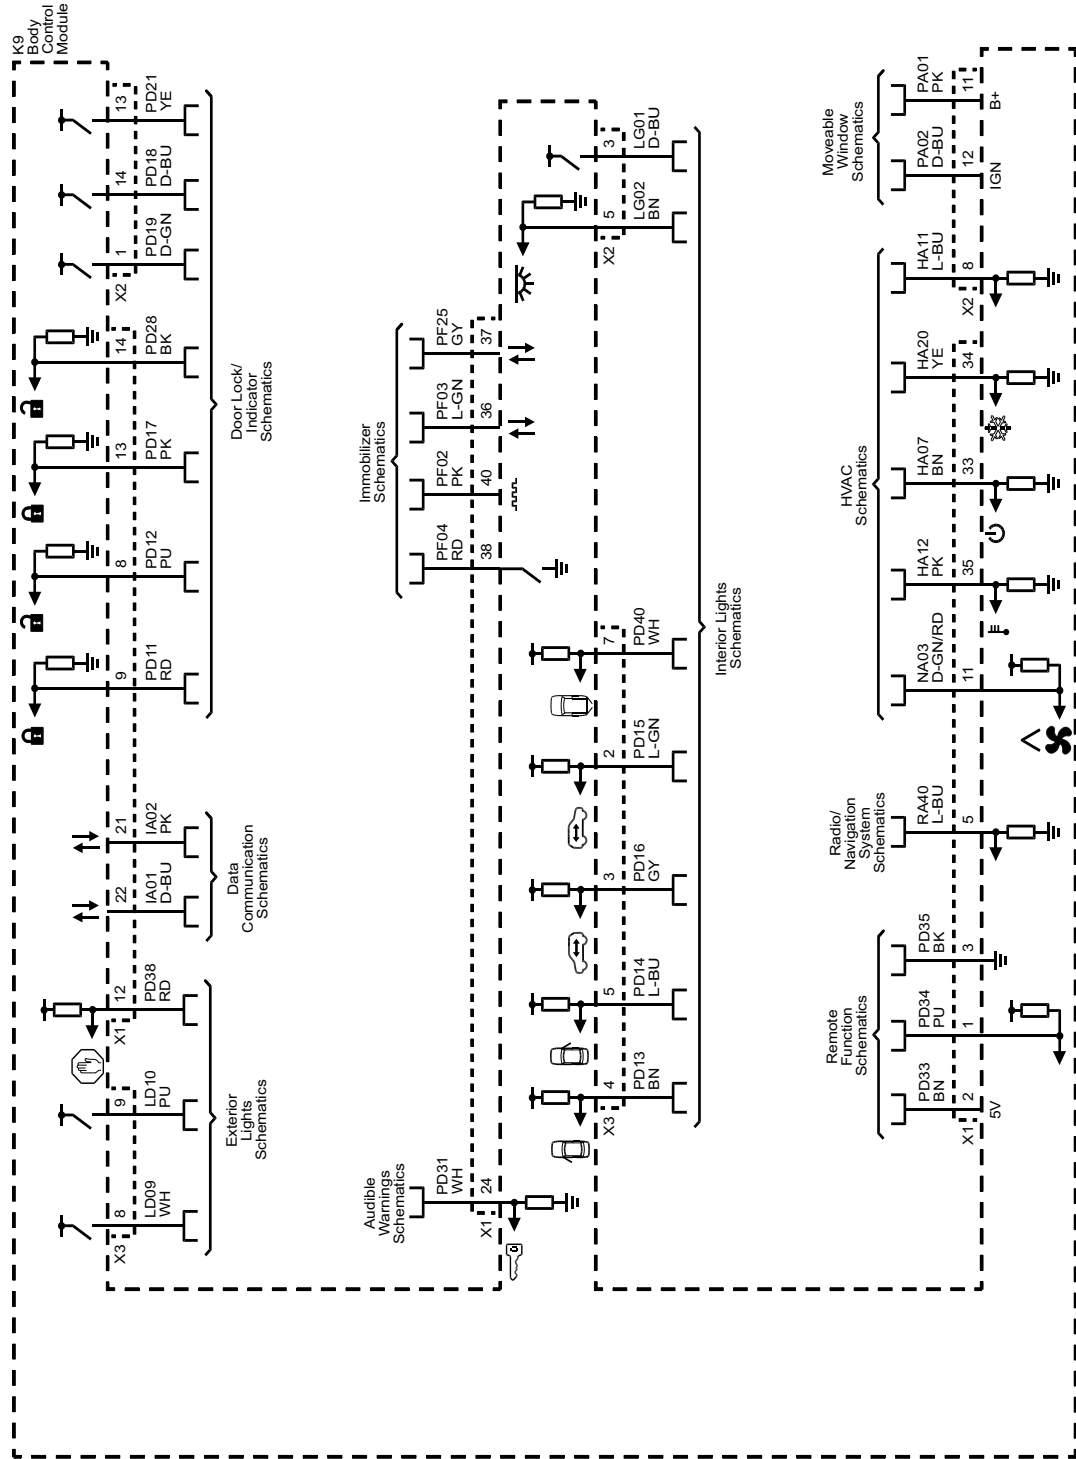 K9
Body
Control
Module
X3
8
LD09
WH
9
LD10
PU
X1
12
PD38
RD
Exterior
Lights
Schematics
22
IA01
D-BU
21
IA02
PK
Data
Communication
Schematics
9
PD11
RD
8
PD12
PU
13
PD17
PK
14
PD28
BK
X2
1
PD19
D-GN
14
PD18
D-BU
13
PD21
YE
Door Lock/
Indicator
Schematics
Audible
Warnings
Schematics
PD31
WH
24
X1
Immobilizer
Schematics
PF04
RD
38
PF02
PK
40
PF03
L-GN
36
PF25
GY
37
X3
4
PD13
BN
5
PD14
L-BU
3
PD16
GY
2
PD15
L-GN
7
PD40
WH
X2
5
LG02
BN
3
LG01
D-BU
Interior Lights
Schematics
Remote
Function
Schematics
PD33
BN
2
X1
5V
PD34
PU
1
PD35
BK
3
Radio/
Navigation
System
Schematics
RA40
L-BU
5
HVAC
Schematics
NA03
D-GN/RD
11
HA12
PK
35
HA07
BN
33
HA20
YE
34
HA11
L-BU
8
X2
Moveable
Window
Schematics
PA02
D-BU
12
IGN
PA01
PK
11
B+